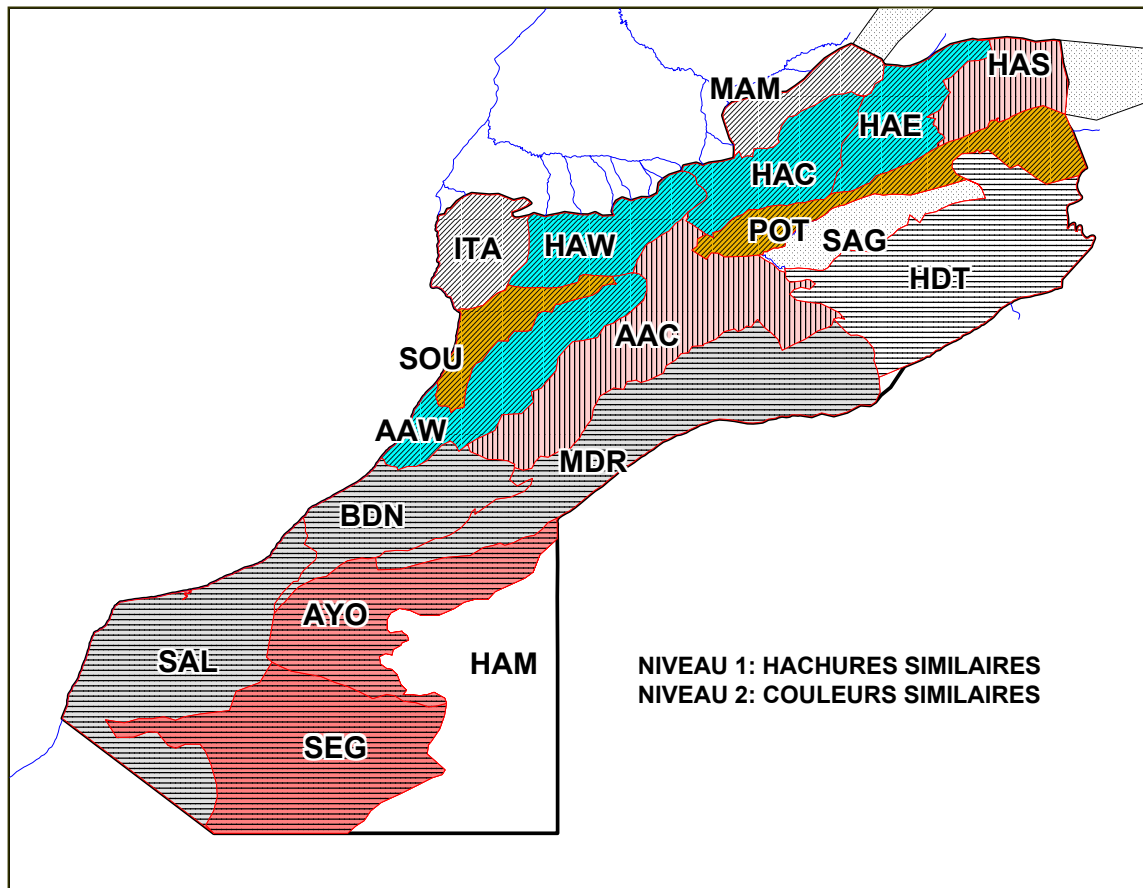 HAS
MAM
HAE
HAC
POT
SAG
ITA
HAW
HDT
AAC
SOU
AAW
MDR
BDN
AYO
SAL
HAM
SEG
NIVEAU 1: HACHURES SIMILAIRES
NIVEAU 2: COULEURS SIMILAIRES